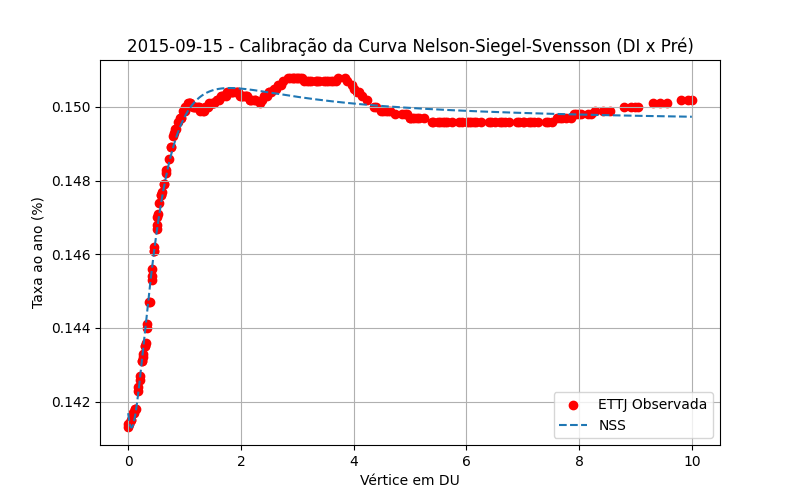 2015-09-15 - Calibração da Curva Nelson-Siegel-Svensson (DI x Pré)
Taxa ao ano (%)
0.150
0.148
0.146
0.144
0.142
ETTJ Observada
NSS
0 2 4 6 8 10
Vértice em DU